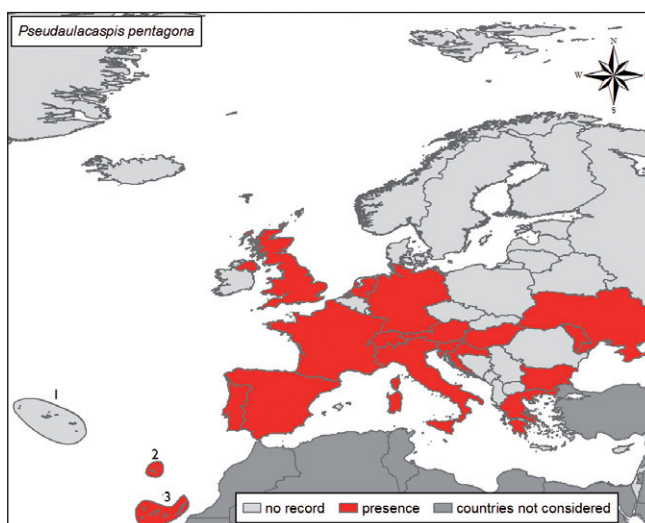 Pseudaulacaspis pentagona
N
W
S
1
2
3
no record
presence
countries not considered